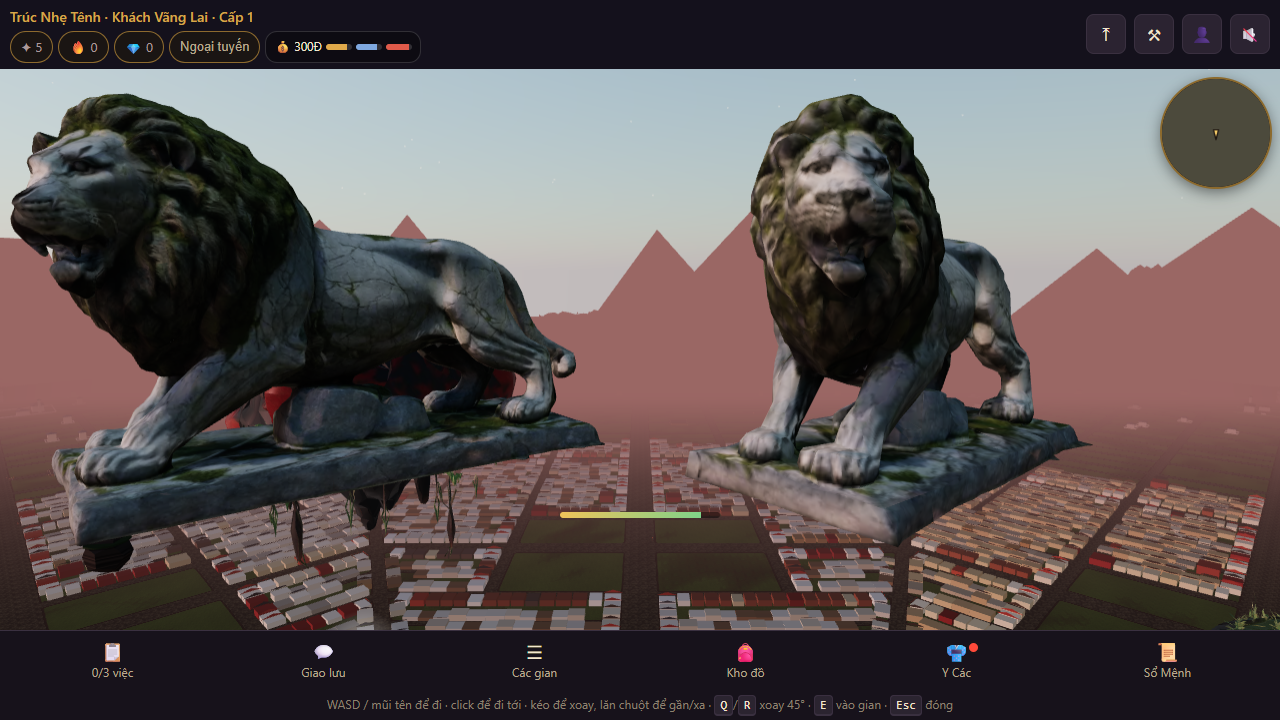 Trúc Nhẹ Tênh · Khách Vãng Lai · Cấp 1
5 0 0 Ngoại tuyến 300Đ
0/3 việc Giao lưu Các gian Kho đồ Y Các Sổ Mệnh
WASD / mũi tên để đi · click để đi tới · kéo để xoay, lăn chuột để gần/xa · Q / R xoay 45° · E vào gian · Esc đóng